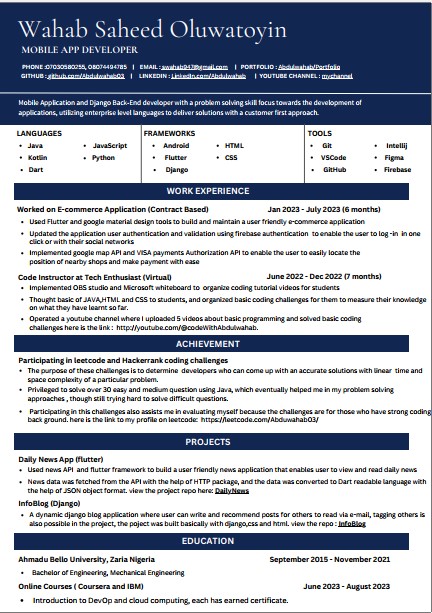 Wahab Saheed Oluwatoyin
MOBILE APP DEVELOPER
PHONE :07030580755, 08074494785 | EMAIL : swahab947@gmail.com | PORTFOLIO : Abdulwahab/Portfolio
GITHUB : github.com/Abdulwahab03 | LINKEDIN : LinkedIn.com/Abdulwahab | YOUTUBE CHANNEL : mychannel
Mobile Application and Django Back-End developer with a problem solving skill focus towards the development of
applications, utilizing enterprise level languages to deliver solutions with a customer first approach.
LANGUAGES
• Java • JavaScript
• Kotlin • Python
• Dart
FRAMEWORKS
• Android • HTML
• Flutter • CSS
• Django
TOOLS
• Git • Intellij
• VSCode • Figma
• GitHub • Firebase
WORK EXPERIENCE
Worked on E-commerce Application (Contract Based) Jan 2023 - July 2023 (6 months)
• Used Flutter and google material design tools to build and maintain a user friendly e-commerce application
• Updated the application user authentication and validation using firebase authentication to enable the user to log -in in one
click or with their social networks
• Implemented google map API and VISA payments Authorization API to enable the user to easily locate the
position of nearby shops and make payment with ease
Code Instructor at Tech Enthusiast (Virtual) June 2022 - Dec 2022 (7 months)
• Implemented OBS studio and Microsoft whiteboard to organize coding tutorial videos for students
• Thought basic of JAVA,HTML and CSS to students, and organized basic coding challenges for them to measure their knowledge
on what they have learnt so far.
• Operated a youtube channel where I uploaded 5 videos about basic programming and solved basic coding
challenges here is the link : http://youtube.com/@codeWithAbdulwahab.
ACHIEVEMENT
Participating in leetcode and Hackerrank coding challenges
• The purpose of these challenges is to determine developers who can come up with an accurate solutions with linear time and
space complexity of a particular problem.
• Privileged to solve over 30 easy and medium question using Java, which eventually helped me in my problem solving
approaches , though still trying hard to solve difficult questions.
• Participating in this challenges also assists me in evaluating myself because the challenges are for those who have strong coding
back ground. here is the link to my profile on leetcode: https://leetcode.com/Abduwahab03/
PROJECTS
Daily News App (flutter)
• Used news API and flutter framework to build a user friendly news application that enables user to view and read daily news
• News data was fetched from the API with the help of HTTP package, and the data was converted to Dart readable language with
the help of JSON object format. view the project repo here: DailyNews
InfoBlog (Django)
• A dynamic django blog application where user can write and recommend posts for others to read via e-mail, tagging others is
also possible in the project, the poject was built basically with django,css and html. view the repo : InfoBlog
EDUCATION
Ahmadu Bello University, Zaria Nigeria September 2015 - November 2021
• Bachelor of Engineering, Mechanical Engineering
Online Courses ( Coursera and IBM) June 2023 - August 2023
• Introduction to DevOp and cloud computing, each has earned certificate.